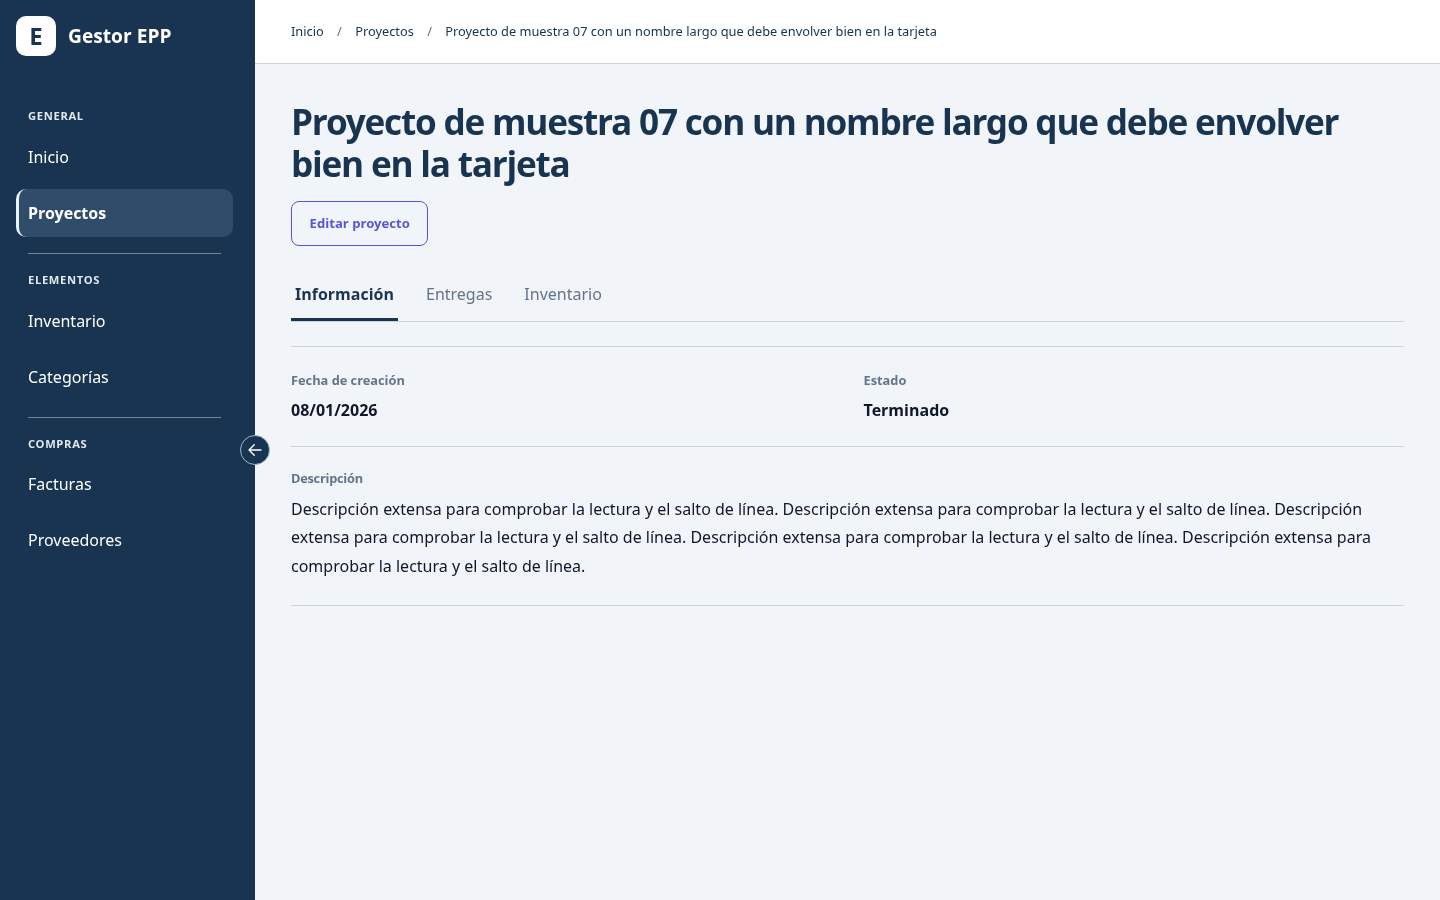 E Gestor EPP
GENERAL
Inicio
Proyectos
ELEMENTOS
Inventario
Categorías
COMPRAS
Facturas
Proveedores
Inicio / Proyectos / Proyecto de muestra 07 con un nombre largo que debe envolver bien en la tarjeta
Proyecto de muestra 07 con un nombre largo que debe envolver
bien en la tarjeta
Editar proyecto
Información Entregas Inventario
Fecha de creación Estado
08/01/2026 Terminado
Descripción
Descripción extensa para comprobar la lectura y el salto de línea. Descripción extensa para comprobar la lectura y el salto de línea. Descripción
extensa para comprobar la lectura y el salto de línea. Descripción extensa para comprobar la lectura y el salto de línea. Descripción extensa para
comprobar la lectura y el salto de línea.